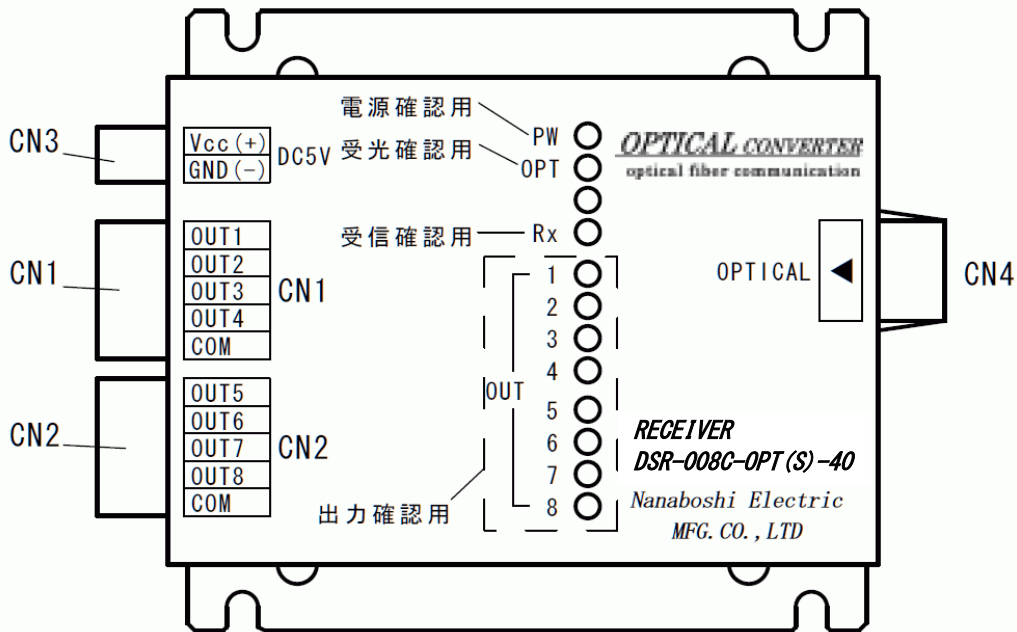 CN3
Vcc(+)
GND(-)
DC5V
CN1
OUT1
OUT2
OUT3
OUT4
COM
CN1
CN2
OUT5
OUT6
OUT7
OUT8
COM
CN2
電源確認用
PW
受光確認用
OPT
受信確認用
Rx
1
2
3
4
OUT
5
6
7
8
出力確認用
OPTICAL CONVERTER
optical fiber communication
OPTICAL
CN4
RECEIVER
DSR-008C-OPT(S)-40
Nanaboshi Electric
MFG.CO.,LTD